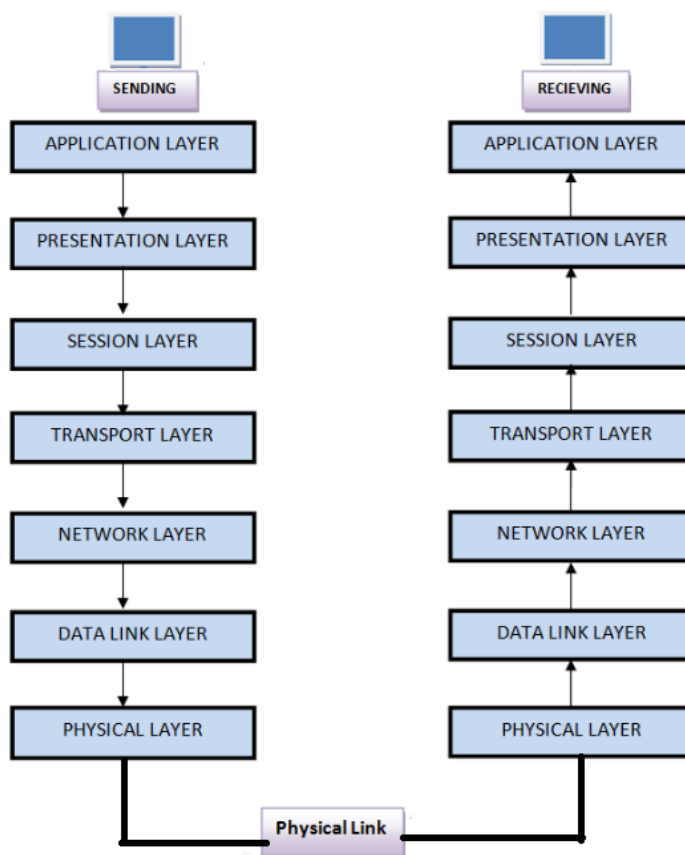 SENDING
APPLICATION LAYER
PRESENTATION LAYER
SESSION LAYER
TRANSPORT LAYER
NETWORK LAYER
DATA LINK LAYER
PHYSICAL LAYER
RECIEVING
APPLICATION LAYER
PRESENTATION LAYER
SESSION LAYER
TRANSPORT LAYER
NETWORK LAYER
DATA LINK LAYER
PHYSICAL LAYER
Physical Link